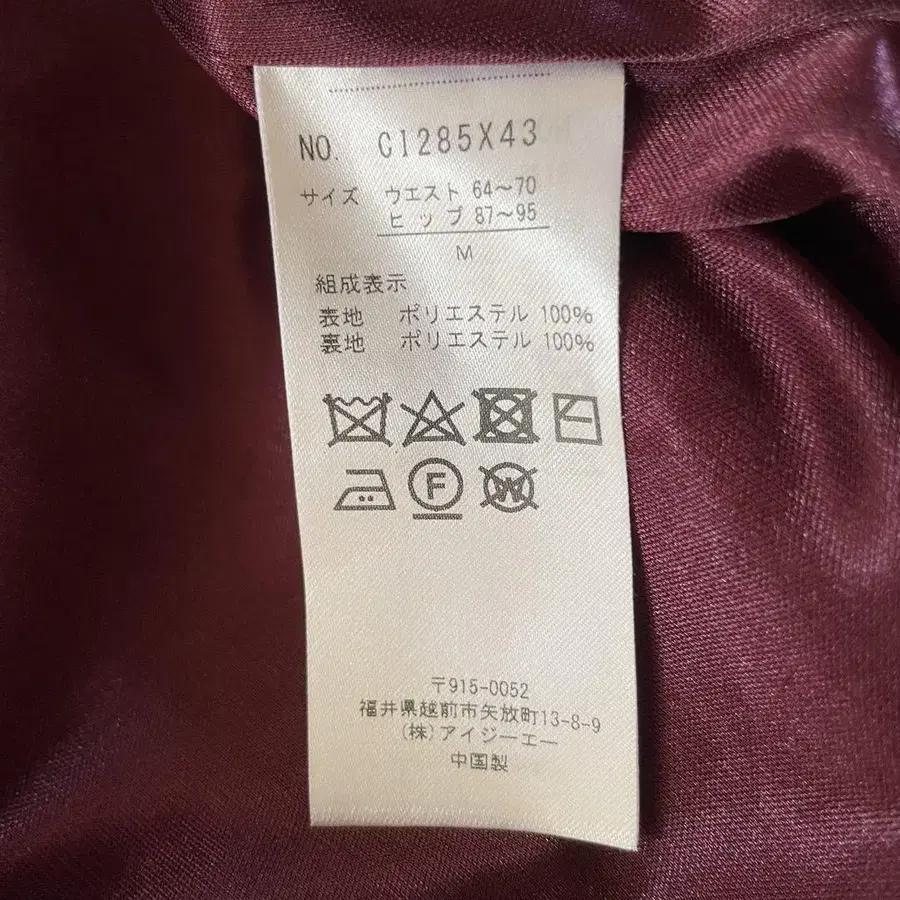 NO. C1285X43
サイズ ウエスト 64〜70
ヒップ 87〜95
M
組成表示
表地 ポリエステル 100%
裏地 ポリエステル 100%
F W
〒915-0052
福井県越前市矢放町13-8-9
(株)アイジーエー
中国製